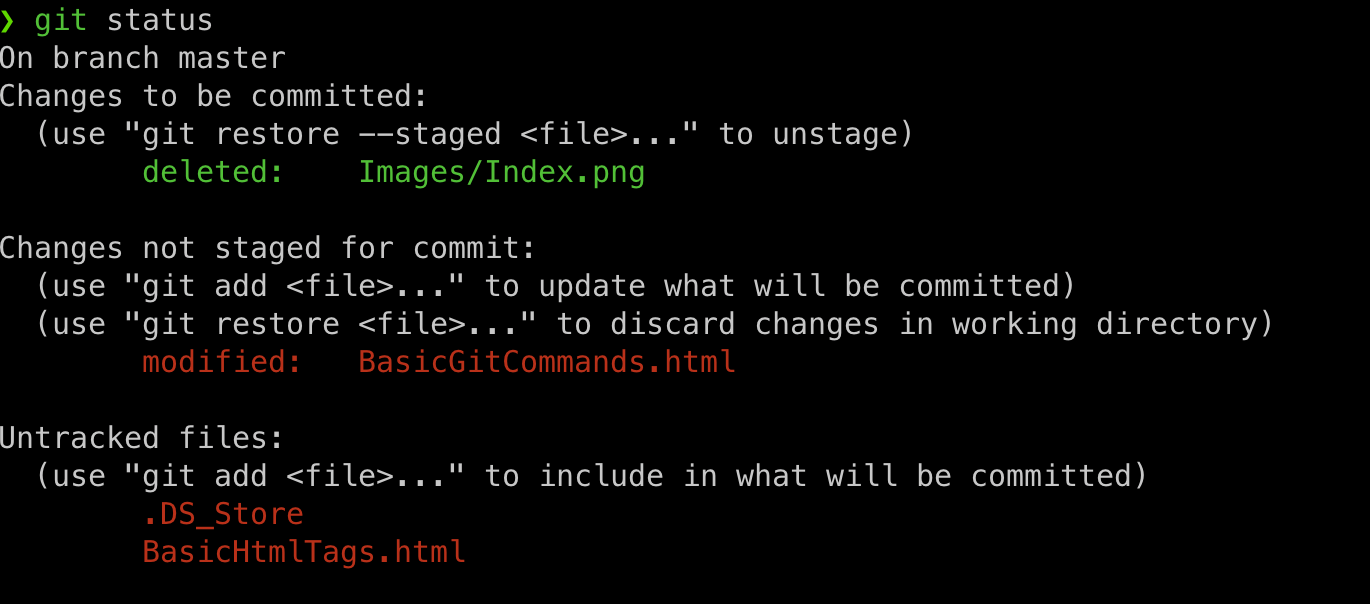 ❯ git status
On branch master
Changes to be committed:
  (use "git restore --staged <file>..." to unstage)
        deleted:    Images/Index.png

Changes not staged for commit:
  (use "git add <file>..." to update what will be committed)
  (use "git restore <file>..." to discard changes in working directory)
        modified:   BasicGitCommands.html

Untracked files:
  (use "git add <file>..." to include in what will be committed)
        .DS_Store
        BasicHtmlTags.html